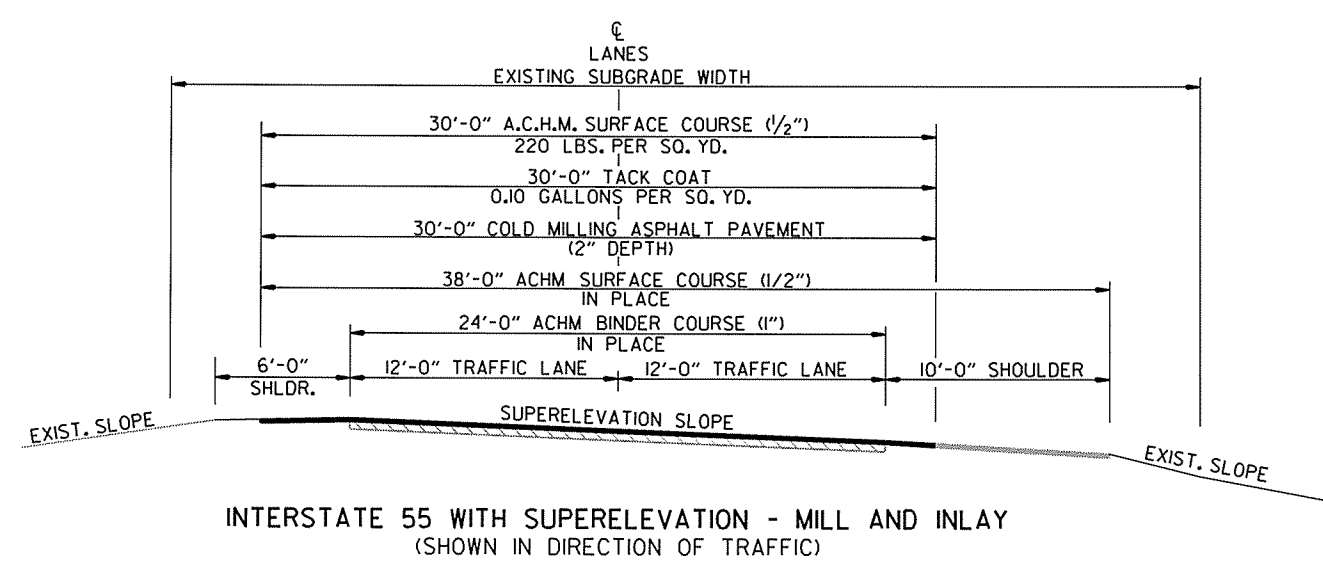 ℄
LANES
EXISTING SUBGRADE WIDTH
30'-0" A.C.H.M. SURFACE COURSE (1/2")
220 LBS. PER SQ. YD.
30'-0" TACK COAT
0.10 GALLONS PER SQ. YD.
30'-0" COLD MILLING ASPHALT PAVEMENT
(2" DEPTH)
38'-0" ACHM SURFACE COURSE (1/2")
IN PLACE
24'-0" ACHM BINDER COURSE (1")
IN PLACE
6'-0"
SHLDR.
12'-0" TRAFFIC LANE
12'-0" TRAFFIC LANE
10'-0" SHOULDER
EXIST. SLOPE
SUPERELEVATION SLOPE
EXIST. SLOPE
INTERSTATE 55 WITH SUPERELEVATION - MILL AND INLAY
(SHOWN IN DIRECTION OF TRAFFIC)